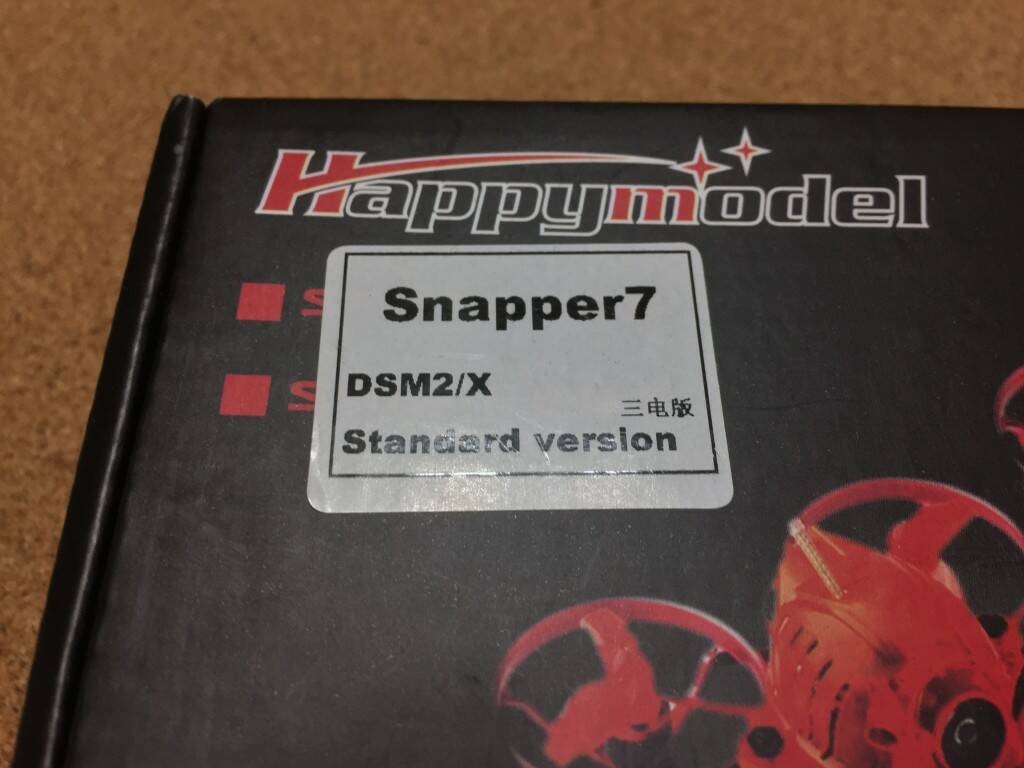 Happymodel
Snapper7
DSM2/X
三电版
Standard version